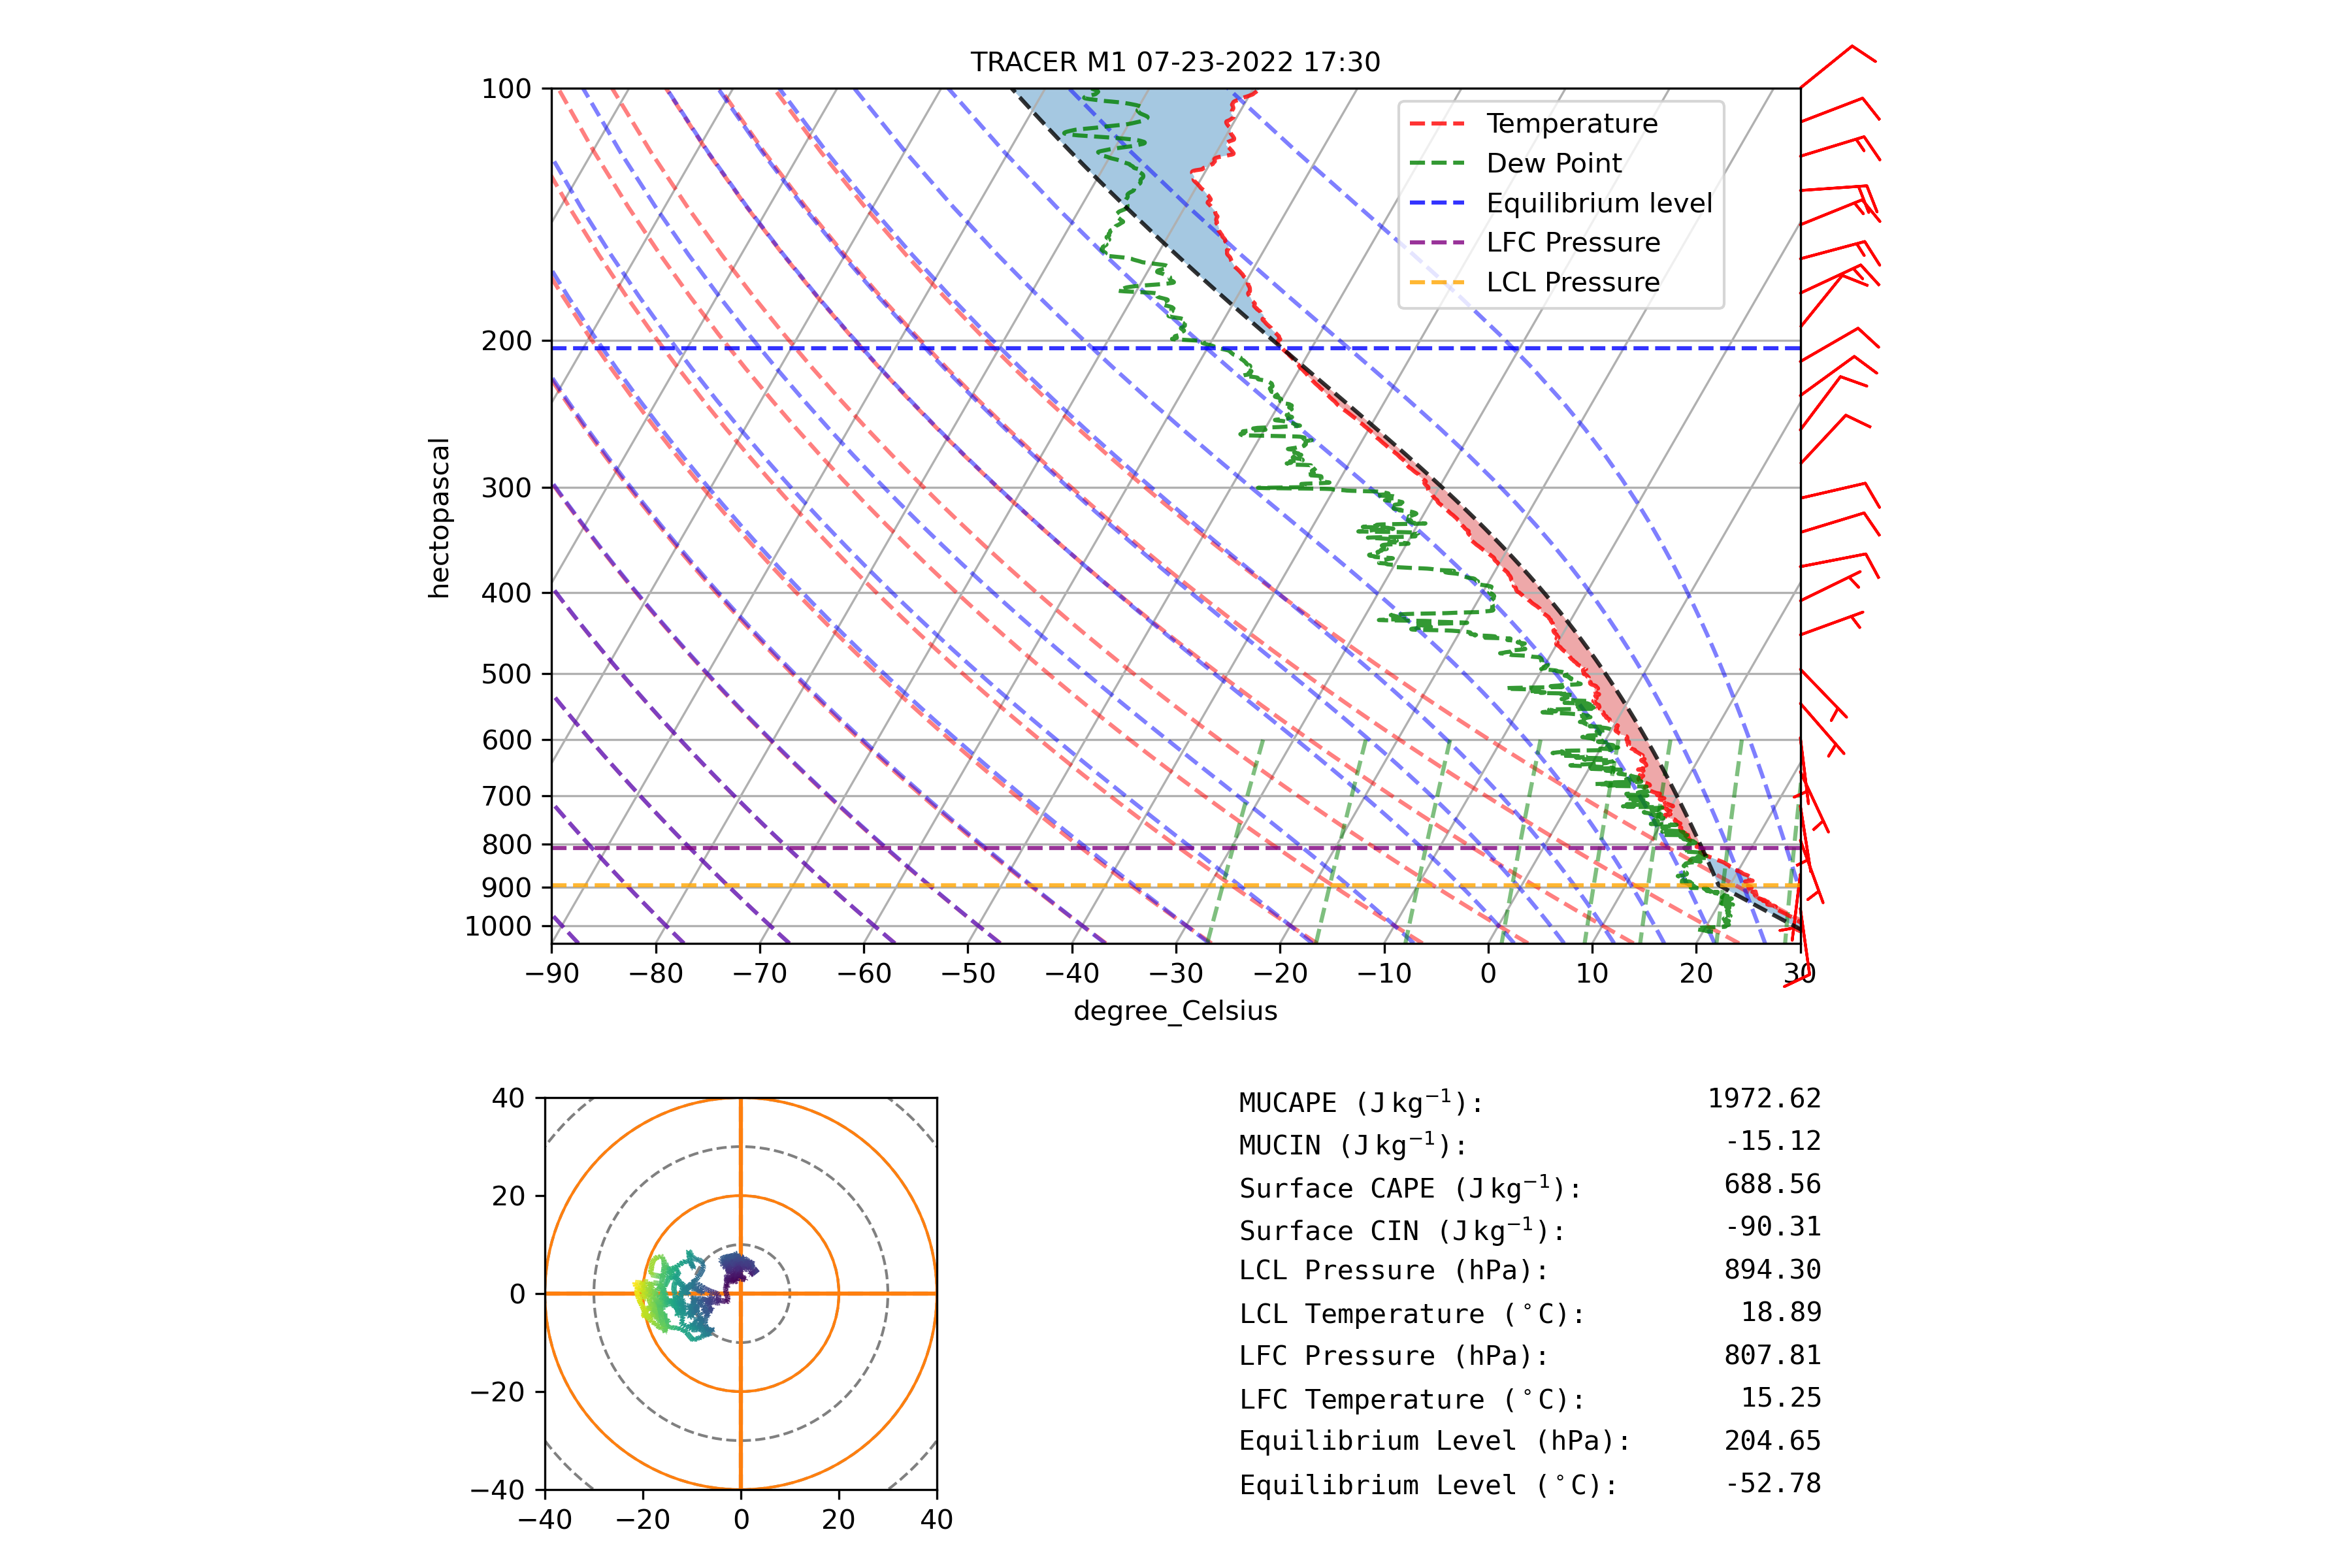 TRACER M1 07-23-2022 17:30
100
200
300
400
500
600
700
800
900
1000
hectopascal
Temperature
Dew Point
Equilibrium level
LFC Pressure
LCL Pressure
−90 −80 −70 −60 −50 −40 −30 −20 −10 0 10 20 30
degree_Celsius
40
20
0
−20
−40
−40 −20 0 20 40
MUCAPE (J kg⁻¹): 1972.62
MUCIN (J kg⁻¹): -15.12
Surface CAPE (J kg⁻¹): 688.56
Surface CIN (J kg⁻¹): -90.31
LCL Pressure (hPa): 894.30
LCL Temperature (°C): 18.89
LFC Pressure (hPa): 807.81
LFC Temperature (°C): 15.25
Equilibrium Level (hPa): 204.65
Equilibrium Level (°C): -52.78